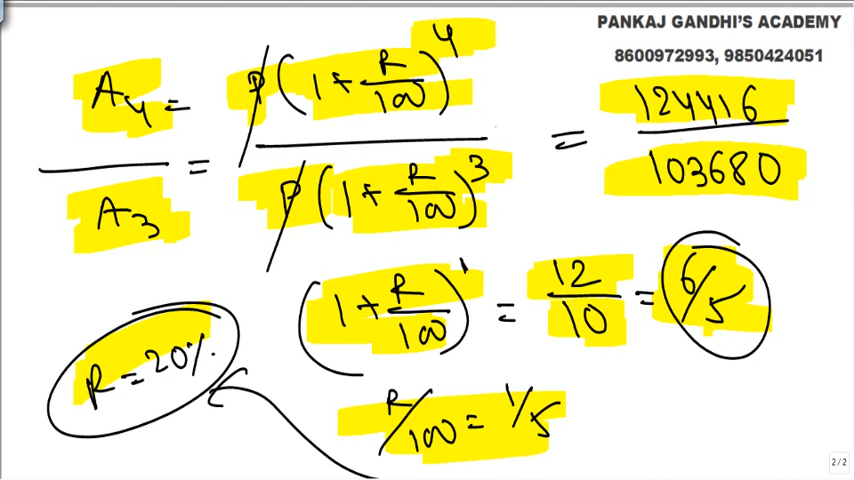 PANKAJ GANDHI'S ACADEMY
8600972993, 9850424051
A₄ / A₃ = P(1 + R/100)⁴ / P(1 + R/100)³ = 124416 / 103680
(1 + R/100)¹ = 12/10 = 6/5
R = 20%.
R/100 = 1/5
2/2